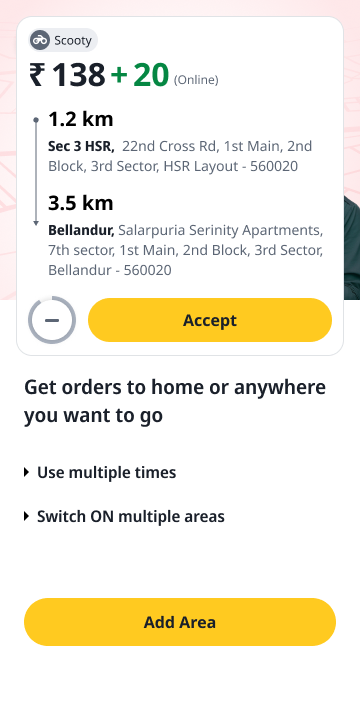 Scooty
₹ 138 + 20 (Online)
1.2 km
Sec 3 HSR, 22nd Cross Rd, 1st Main, 2nd
Block, 3rd Sector, HSR Layout - 560020
3.5 km
Bellandur, Salarpuria Serinity Apartments,
7th sector, 1st Main, 2nd Block, 3rd Sector,
Bellandur - 560020
Accept
Get orders to home or anywhere
you want to go
Use multiple times
Switch ON multiple areas
Add Area